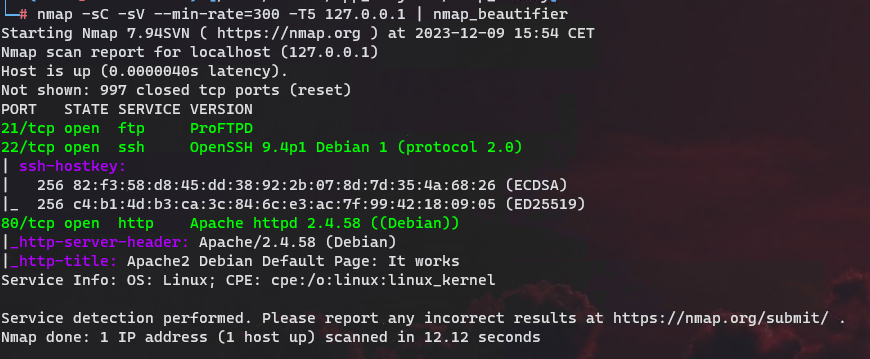 └─# nmap -sC -sV --min-rate=300 -T5 127.0.0.1 | nmap_beautifier
Starting Nmap 7.94SVN ( https://nmap.org ) at 2023-12-09 15:54 CET
Nmap scan report for localhost (127.0.0.1)
Host is up (0.0000040s latency).
Not shown: 997 closed tcp ports (reset)
PORT   STATE SERVICE VERSION
21/tcp open  ftp     ProFTPD
22/tcp open  ssh     OpenSSH 9.4p1 Debian 1 (protocol 2.0)
| ssh-hostkey:
|   256 82:f3:58:d8:45:dd:38:92:2b:07:8d:7d:35:4a:68:26 (ECDSA)
|_  256 c4:b1:4d:b3:ca:3c:84:6c:e3:ac:7f:99:42:18:09:05 (ED25519)
80/tcp open  http    Apache httpd 2.4.58 ((Debian))
|_http-server-header: Apache/2.4.58 (Debian)
|_http-title: Apache2 Debian Default Page: It works
Service Info: OS: Linux; CPE: cpe:/o:linux:linux_kernel

Service detection performed. Please report any incorrect results at https://nmap.org/submit/ .
Nmap done: 1 IP address (1 host up) scanned in 12.12 seconds